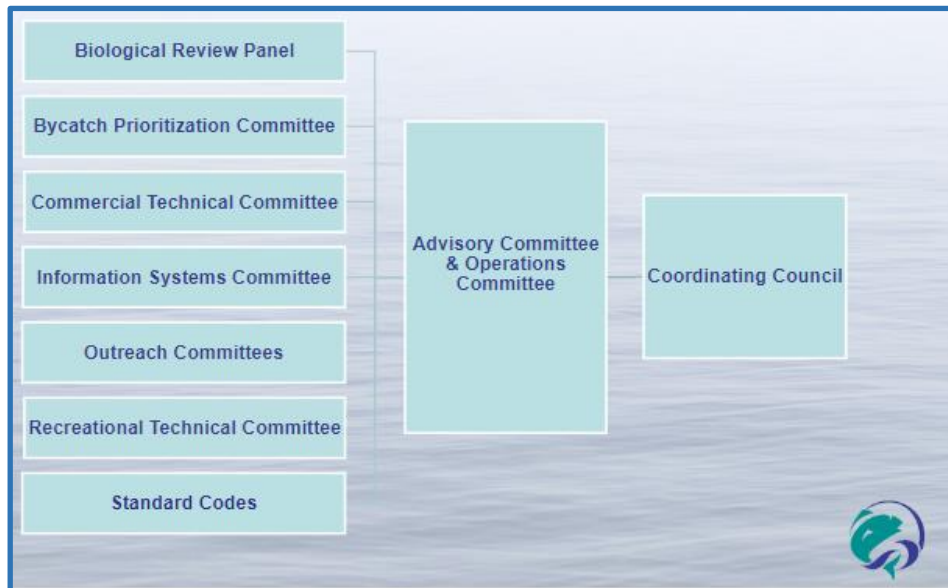 Biological Review Panel
Bycatch Prioritization Committee
Commercial Technical Committee
Information Systems Committee
Outreach Committees
Recreational Technical Committee
Standard Codes
Advisory Committee
& Operations
Committee
Coordinating Council